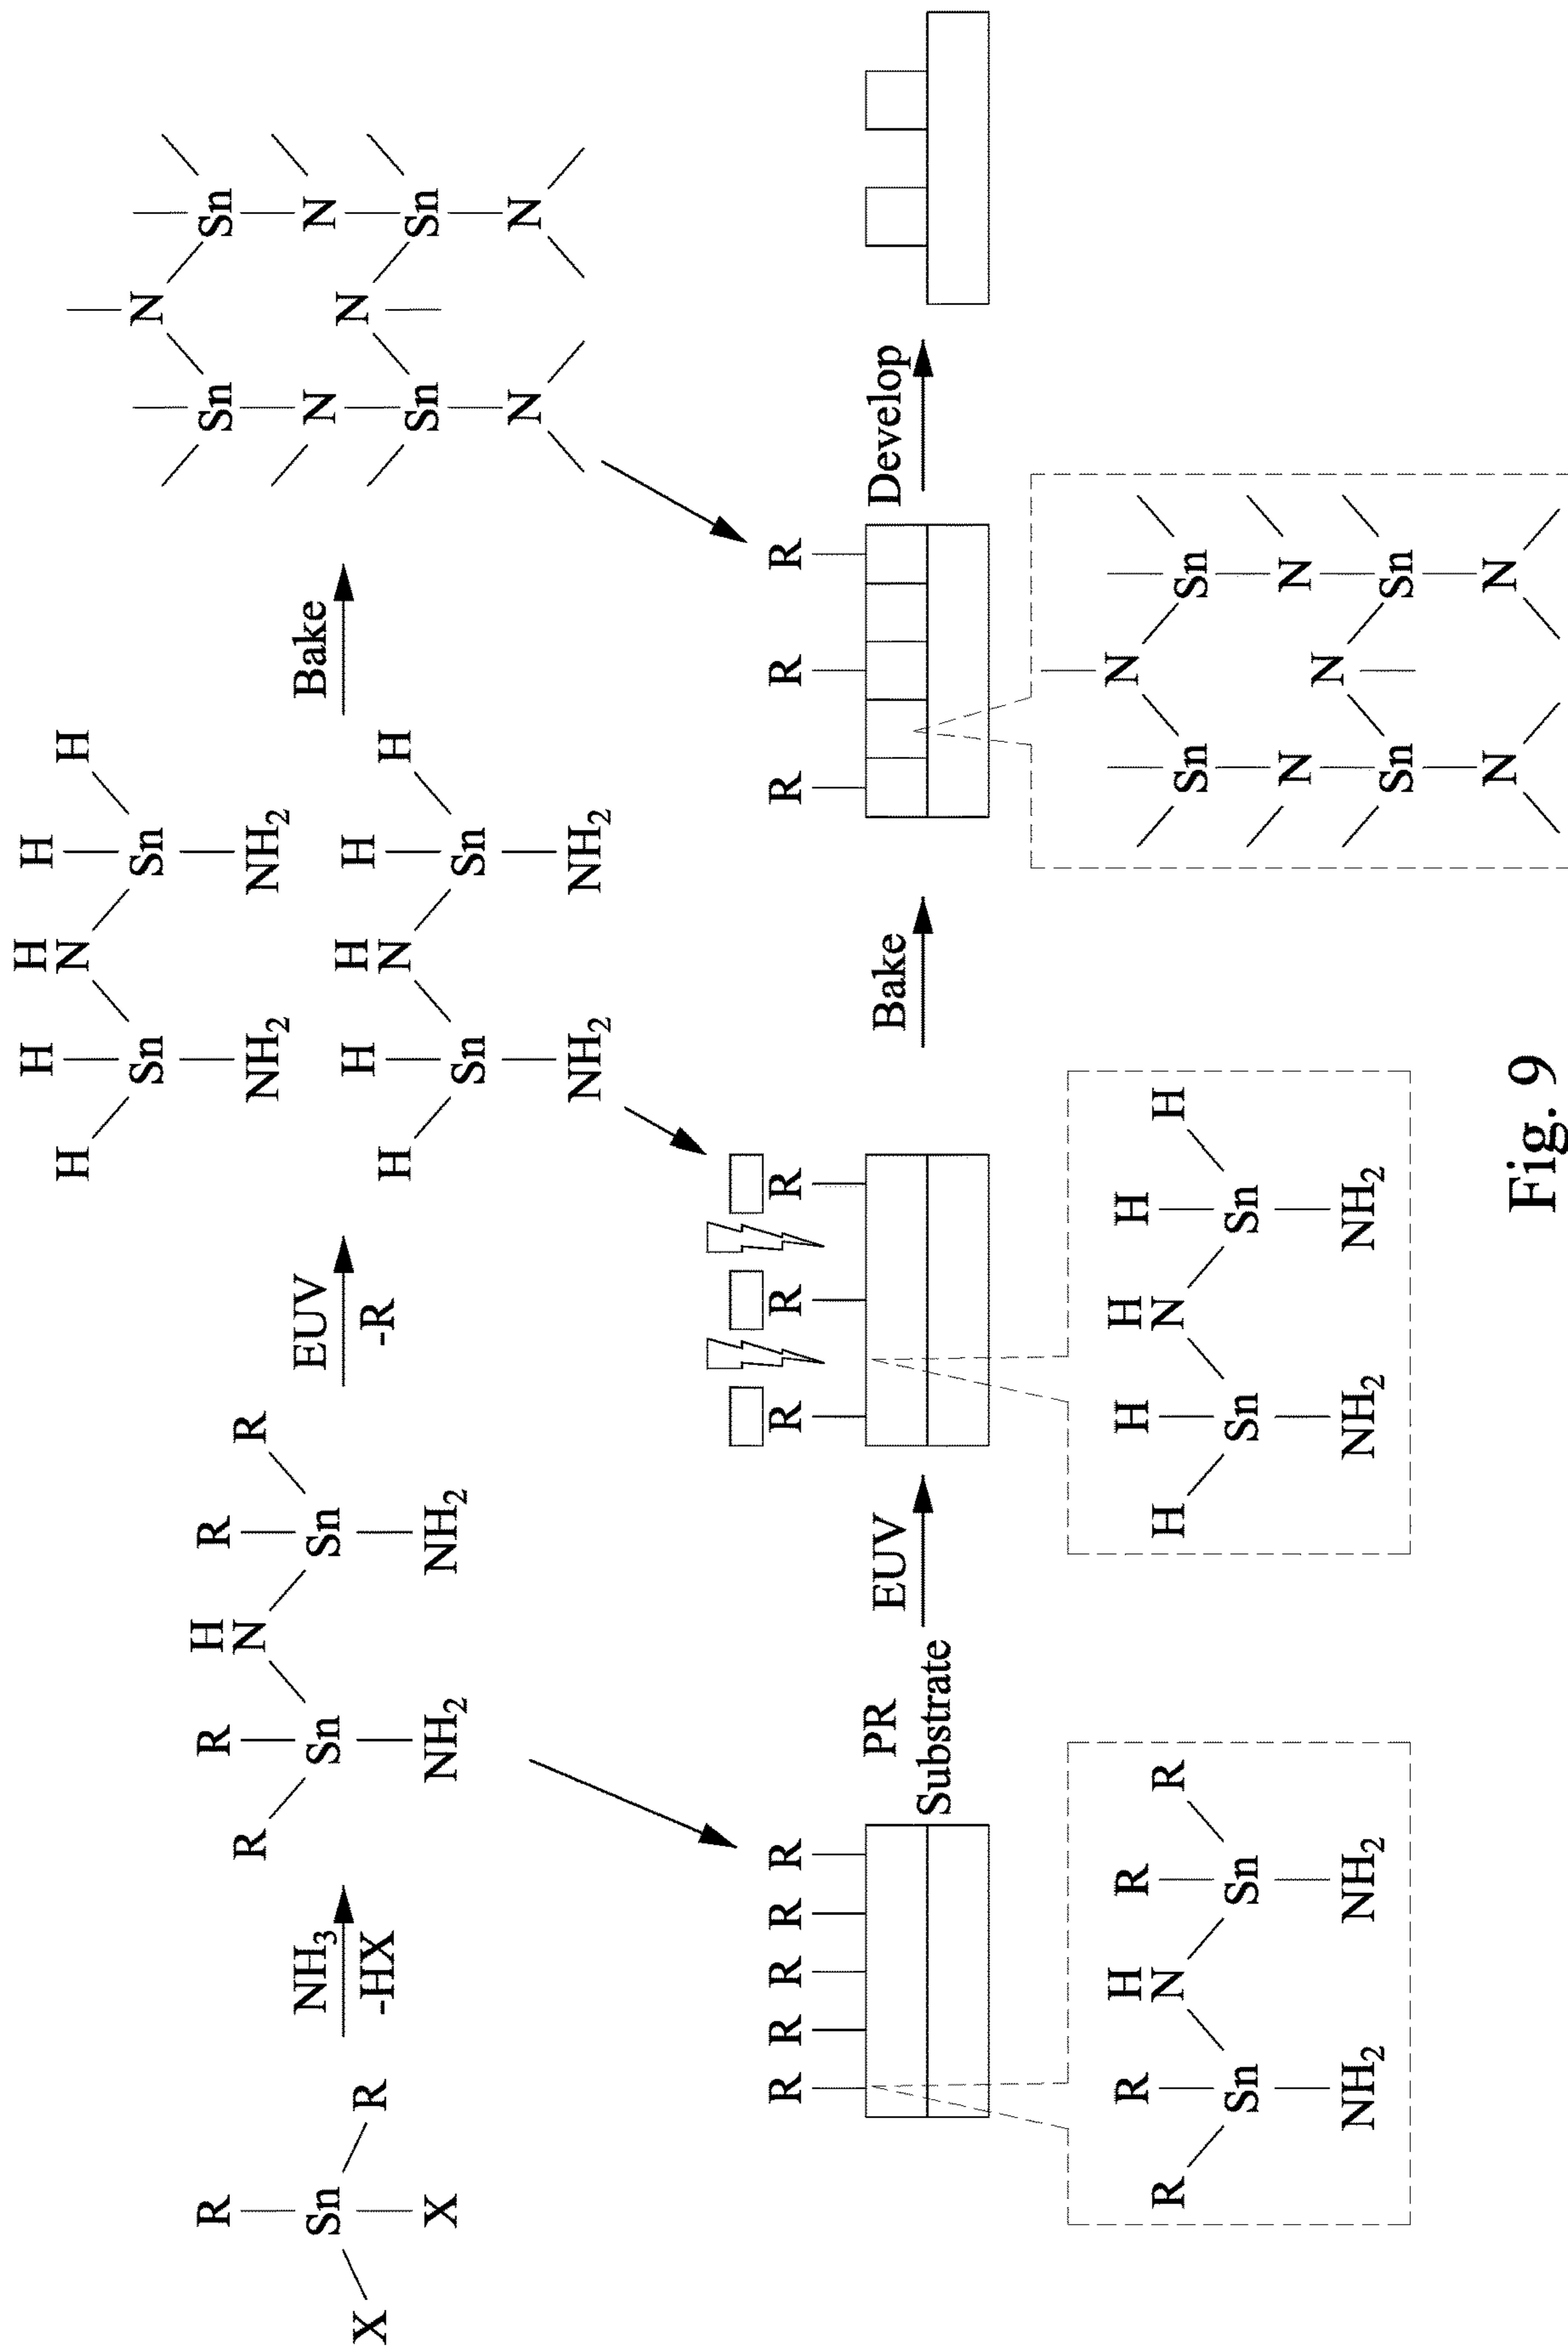 R
X Sn R
X
NH3
-HX
H
R R N R R
Sn Sn
NH2 NH2
EUV
-R
H H H
H N H
Sn Sn
NH2 NH2
H H H
H N H
Sn Sn
NH2 NH2
Bake
N
Sn Sn
N N
N
Sn Sn
N N
R R R R R
PR
Substrate
EUV
R R R
Bake
R R R
Develop
H
R R N R R
Sn Sn
NH2 NH2
H H H
H N H
Sn Sn
NH2 NH2
N
Sn Sn
N N
N
Sn Sn
N N
Fig. 9